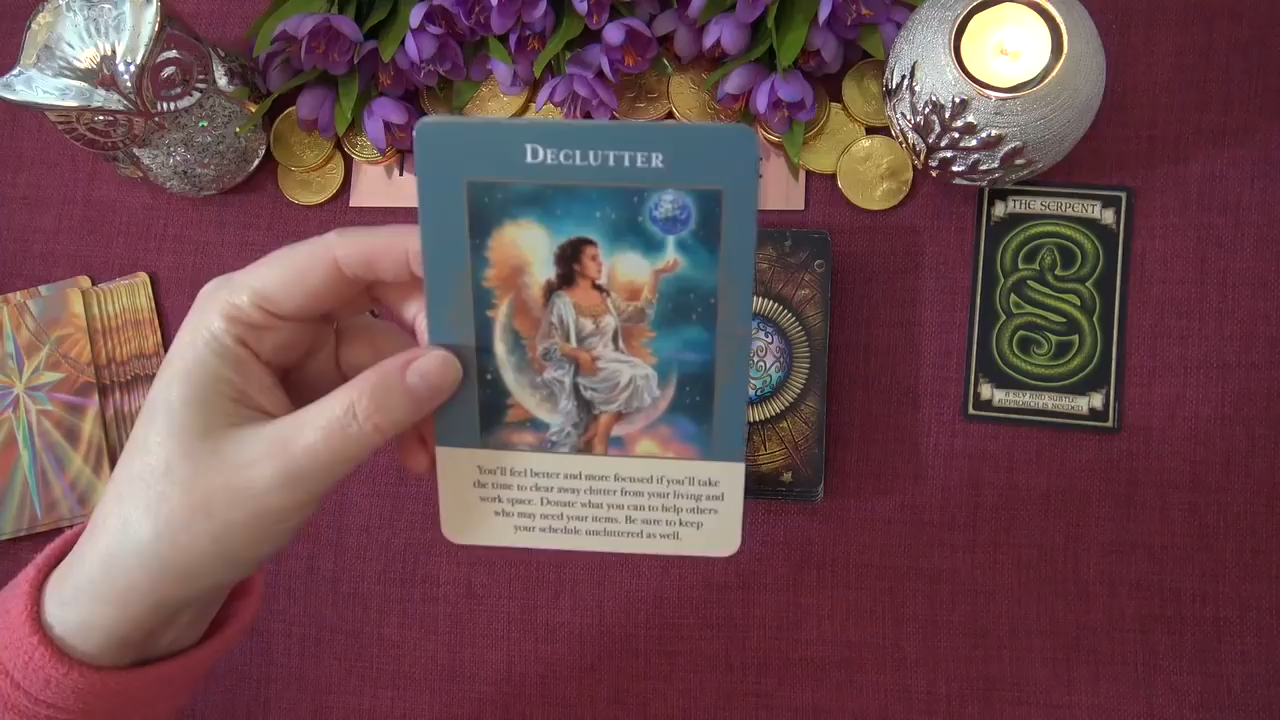 DECLUTTER
You'll feel better and more focused if you'll take
the time to clear away clutter from your living and
work space. Donate what you can to help others
who may need your items. Be sure to keep
your schedule uncluttered as well.
THE SERPENT
A SLY AND SUBTLE
APPROACH IS NEEDED